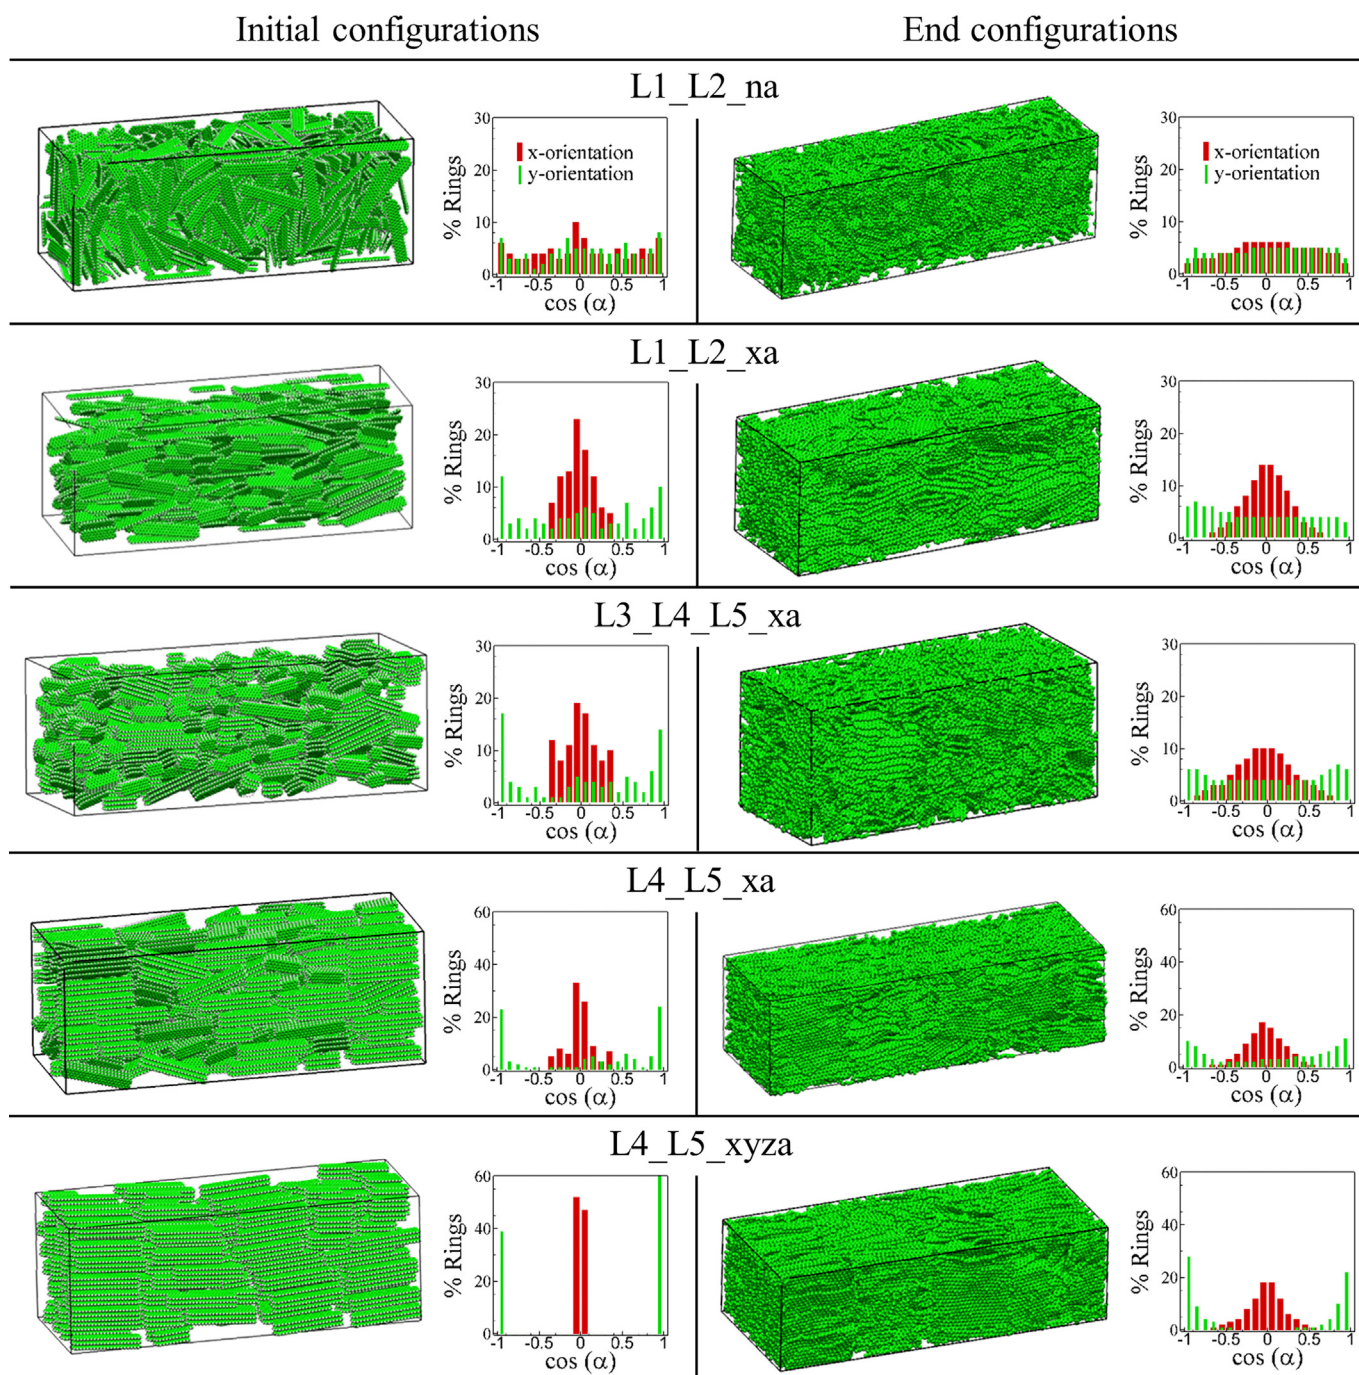 Initial configurations
End configurations
L1_L2_na
30
20
10
0
% Rings
x-orientation
y-orientation
-1 -0.5 0 0.5 1
cos (α)
30
20
10
0
% Rings
x-orientation
y-orientation
-1 -0.5 0 0.5 1
cos (α)
L1_L2_xa
30
20
10
0
% Rings
-1 -0.5 0 0.5 1
cos (α)
30
20
10
0
% Rings
-1 -0.5 0 0.5 1
cos (α)
L3_L4_L5_xa
30
20
10
0
% Rings
-1 -0.5 0 0.5 1
cos (α)
30
20
10
0
% Rings
-1 -0.5 0 0.5 1
cos (α)
L4_L5_xa
60
40
20
0
% Rings
-1 -0.5 0 0.5 1
cos (α)
60
40
20
0
% Rings
-1 -0.5 0 0.5 1
cos (α)
L4_L5_xyza
60
40
20
0
% Rings
-1 -0.5 0 0.5 1
cos (α)
60
40
20
0
% Rings
-1 -0.5 0 0.5 1
cos (α)